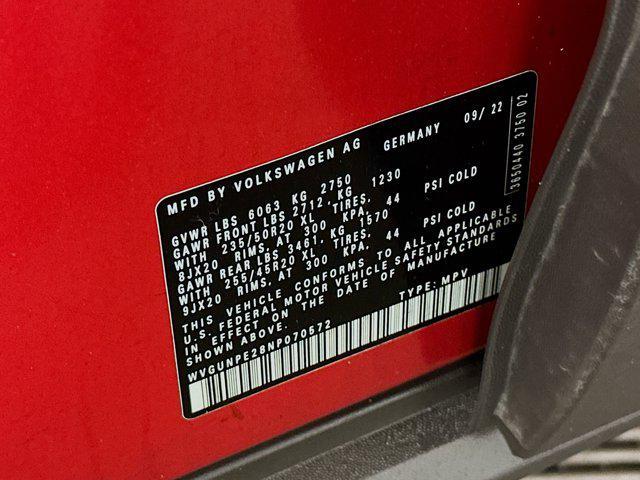 MFD BY VOLKSWAGEN AG GERMANY 09/ 22
GVWR LBS 6063 KG 2750
GAWR FRONT LBS 2712, KG 1230
WITH 235/50R20 XL TIRES,
8JX20 RIMS, AT 300 KPA, 44 PSI COLD
GAWR REAR LBS 3461, KG 1570
WITH 255/45R20 XL TIRES,
9JX20 RIMS, AT 300 KPA, 44 PSI COLD
THIS VEHICLE CONFORMS TO ALL APPLICABLE
U.S. FEDERAL MOTOR VEHICLE SAFETY STANDARDS
IN EFFECT ON THE DATE OF MANUFACTURE
SHOWN ABOVE
WVGUNPE28NP070572 TYPE: MPV
3650440 3750 02